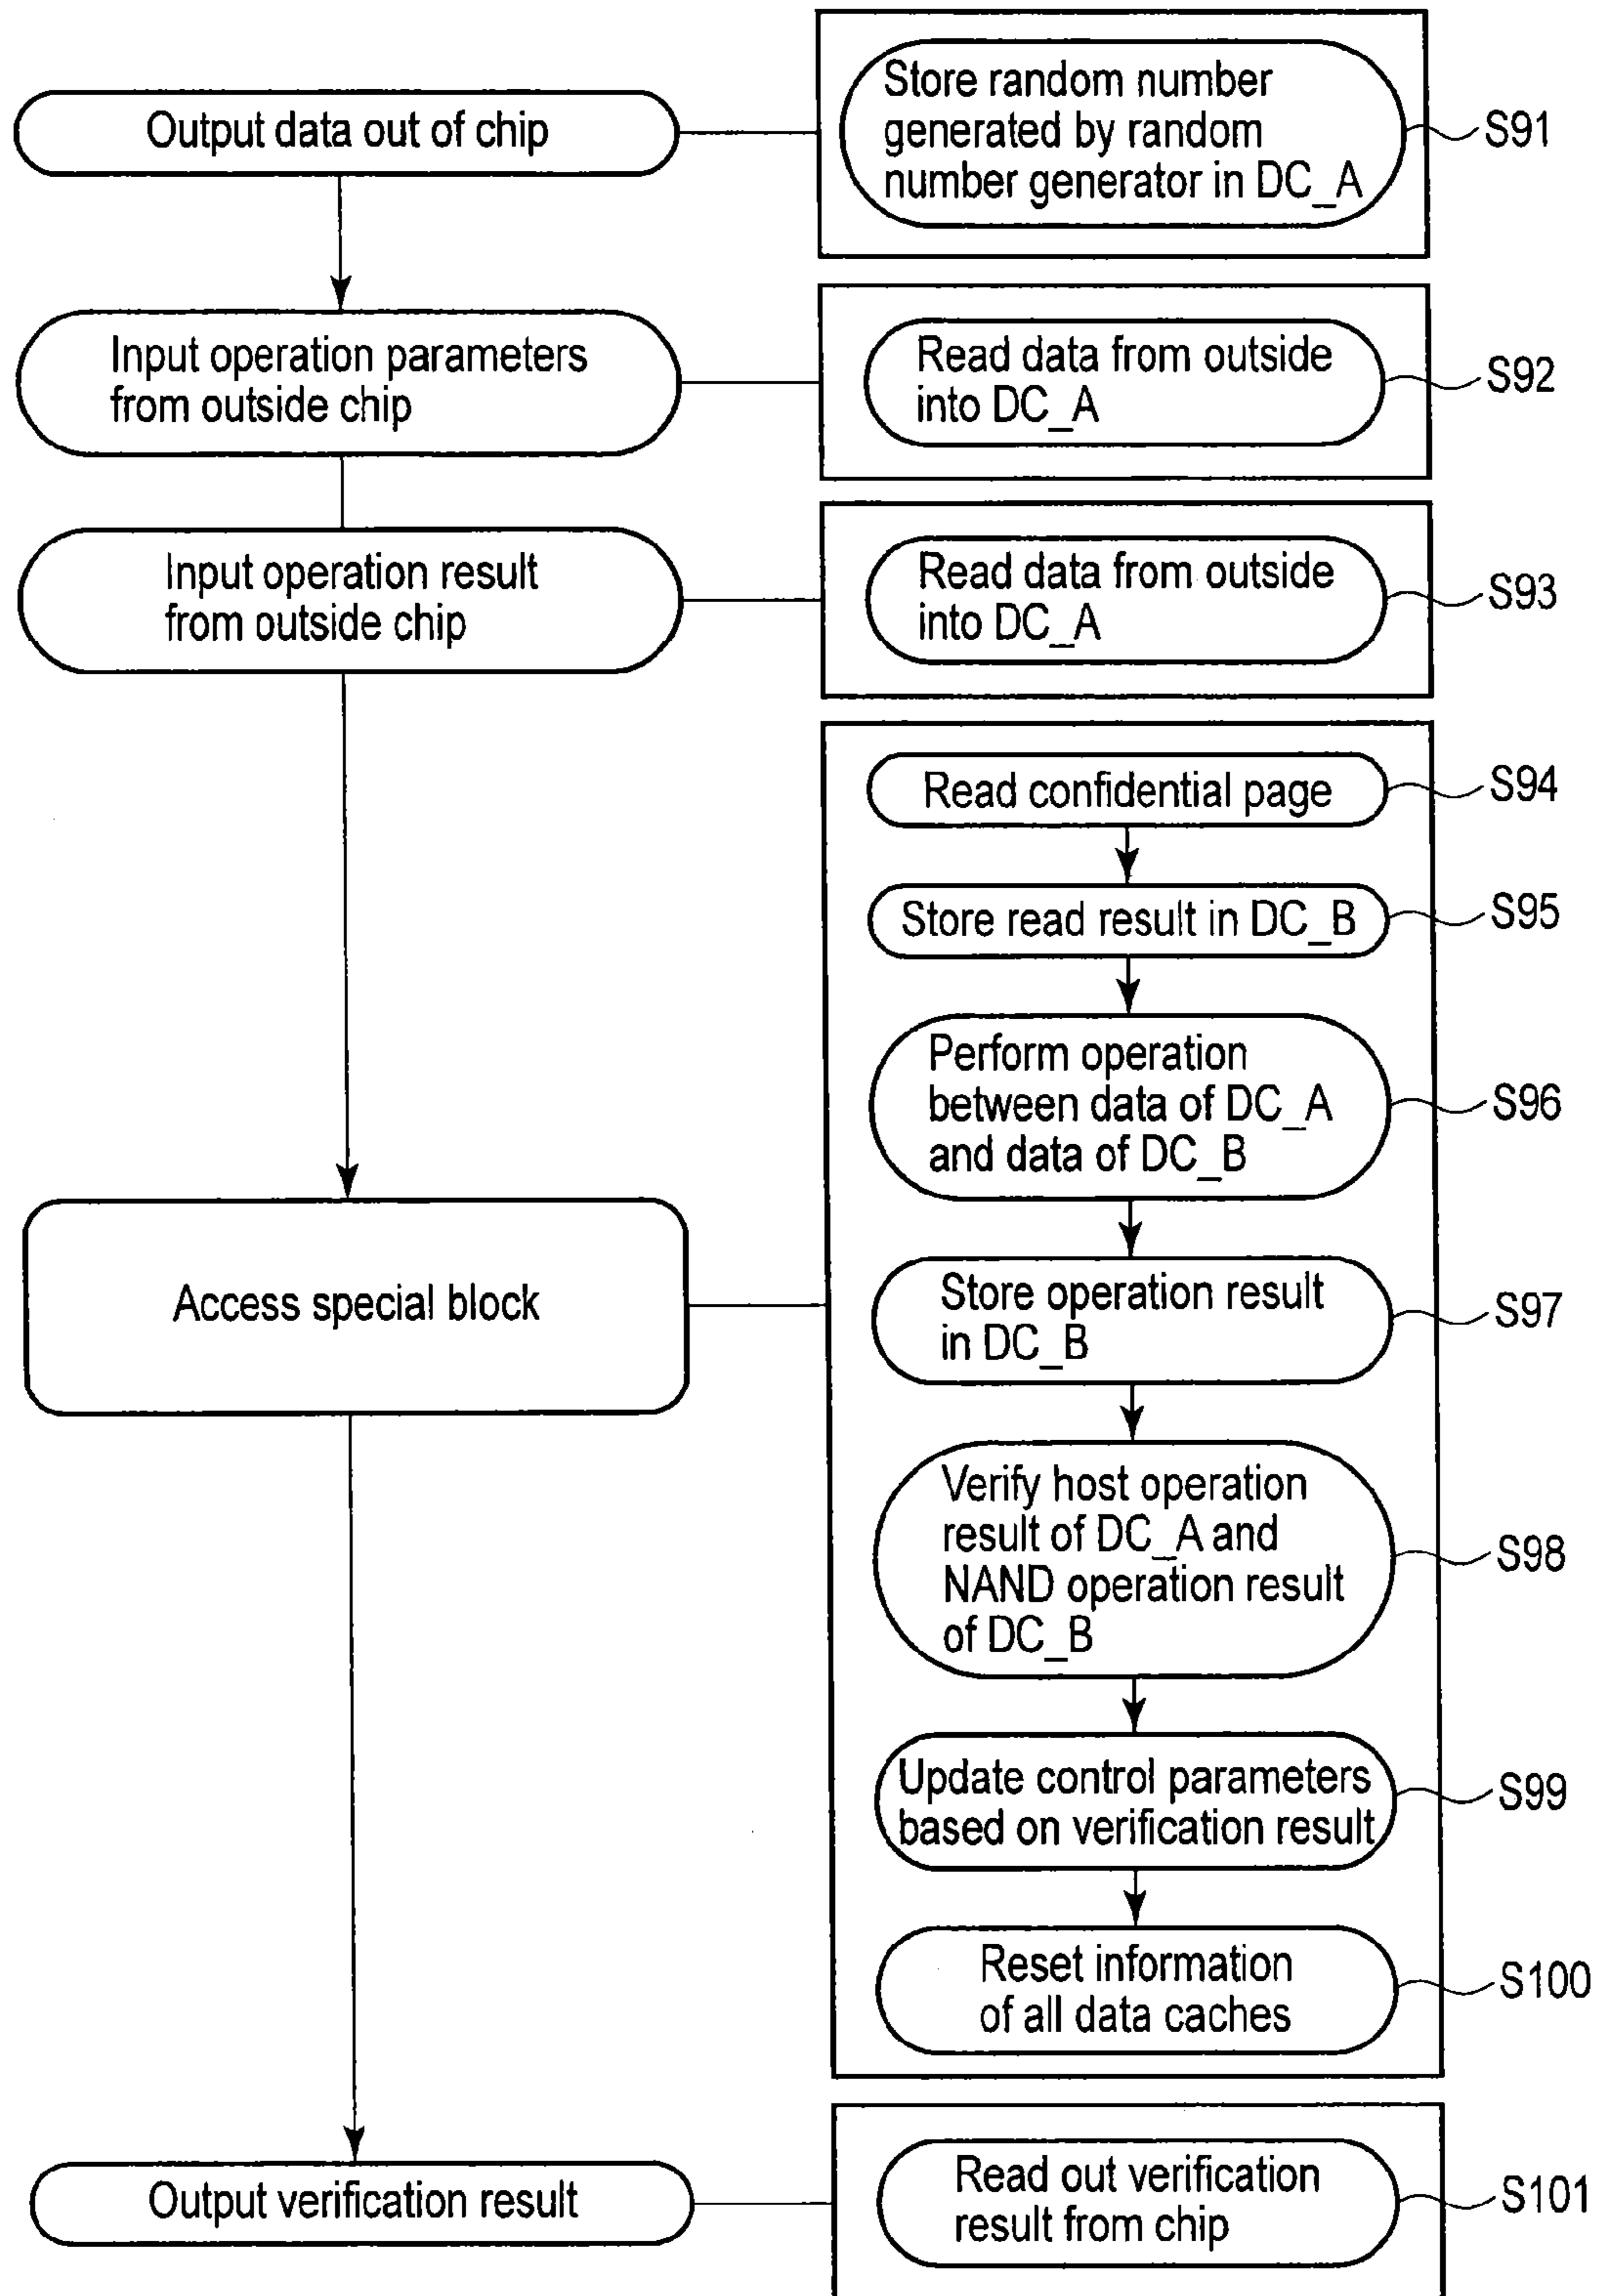 Output data out of chip
Store random number
generated by random
number generator in DC_A
S91
Input operation parameters
from outside chip
Read data from outside
into DC_A
S92
Input operation result
from outside chip
Read data from outside
into DC_A
S93
Read confidential page
S94
Store read result in DC_B
S95
Perform operation
between data of DC_A
and data of DC_B
S96
Access special block
Store operation result
in DC_B
S97
Verify host operation
result of DC_A and
NAND operation result
of DC_B
S98
Update control parameters
based on verification result
S99
Reset information
of all data caches
S100
Output verification result
Read out verification
result from chip
S101